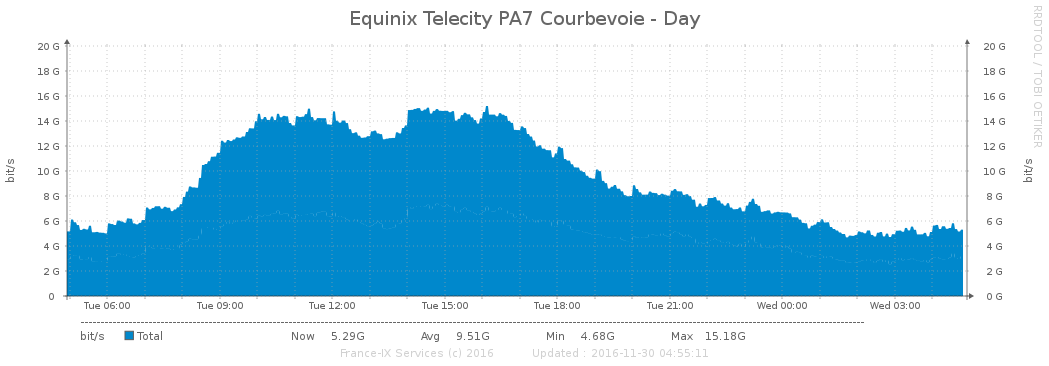 Equinix Telecity PA7 Courbevoie - Day
RRDTOOL / TOBI OETIKER
bit/s
20 G
18 G
16 G
14 G
12 G
10 G
8 G
6 G
4 G
2 G
0
20 G
18 G
16 G
14 G
12 G
10 G
8 G
6 G
4 G
2 G
0 G
bit/s
Tue 06:00 Tue 09:00 Tue 12:00 Tue 15:00 Tue 18:00 Tue 21:00 Wed 00:00 Wed 03:00
bit/s Total Now 5.29G Avg 9.51G Min 4.68G Max 15.18G
France-IX Services (c) 2016 Updated : 2016-11-30 04:55:11